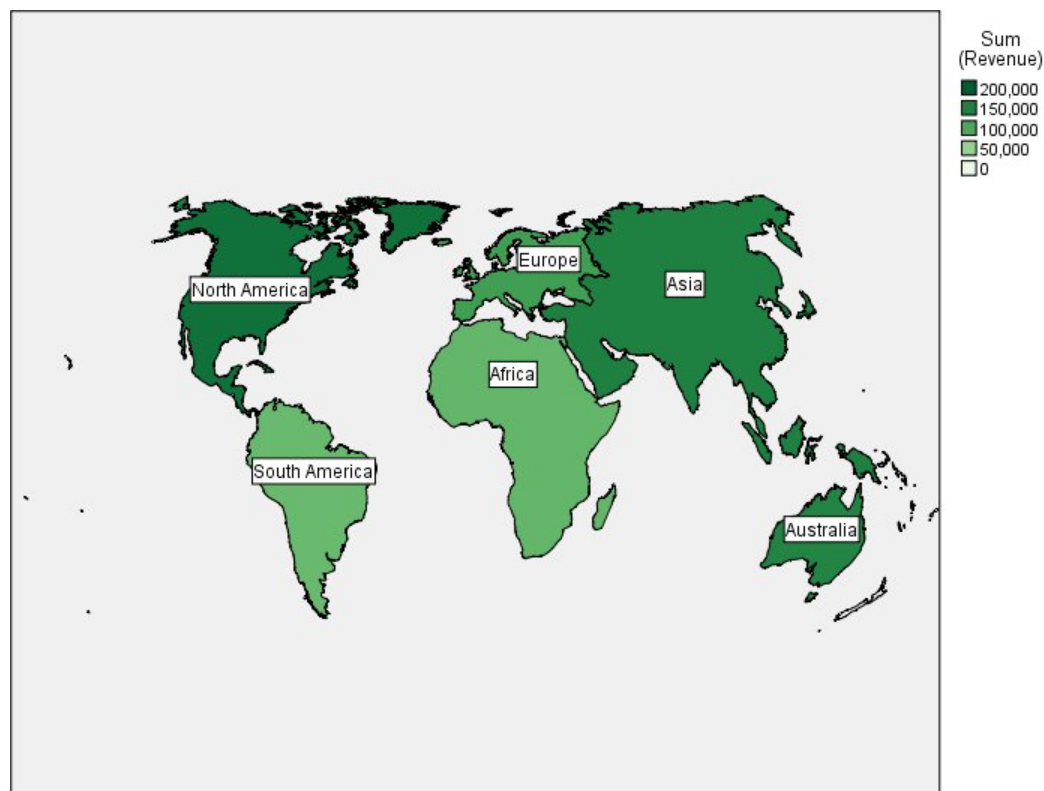 Sum
(Revenue)
200,000
150,000
100,000
50,000
0
Europe
North America
Asia
Africa
South America
Australia